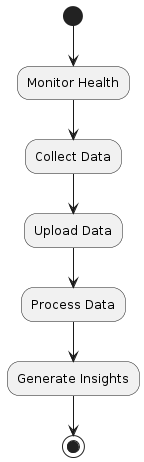 Monitor Health
Collect Data
Upload Data
Process Data
Generate Insights